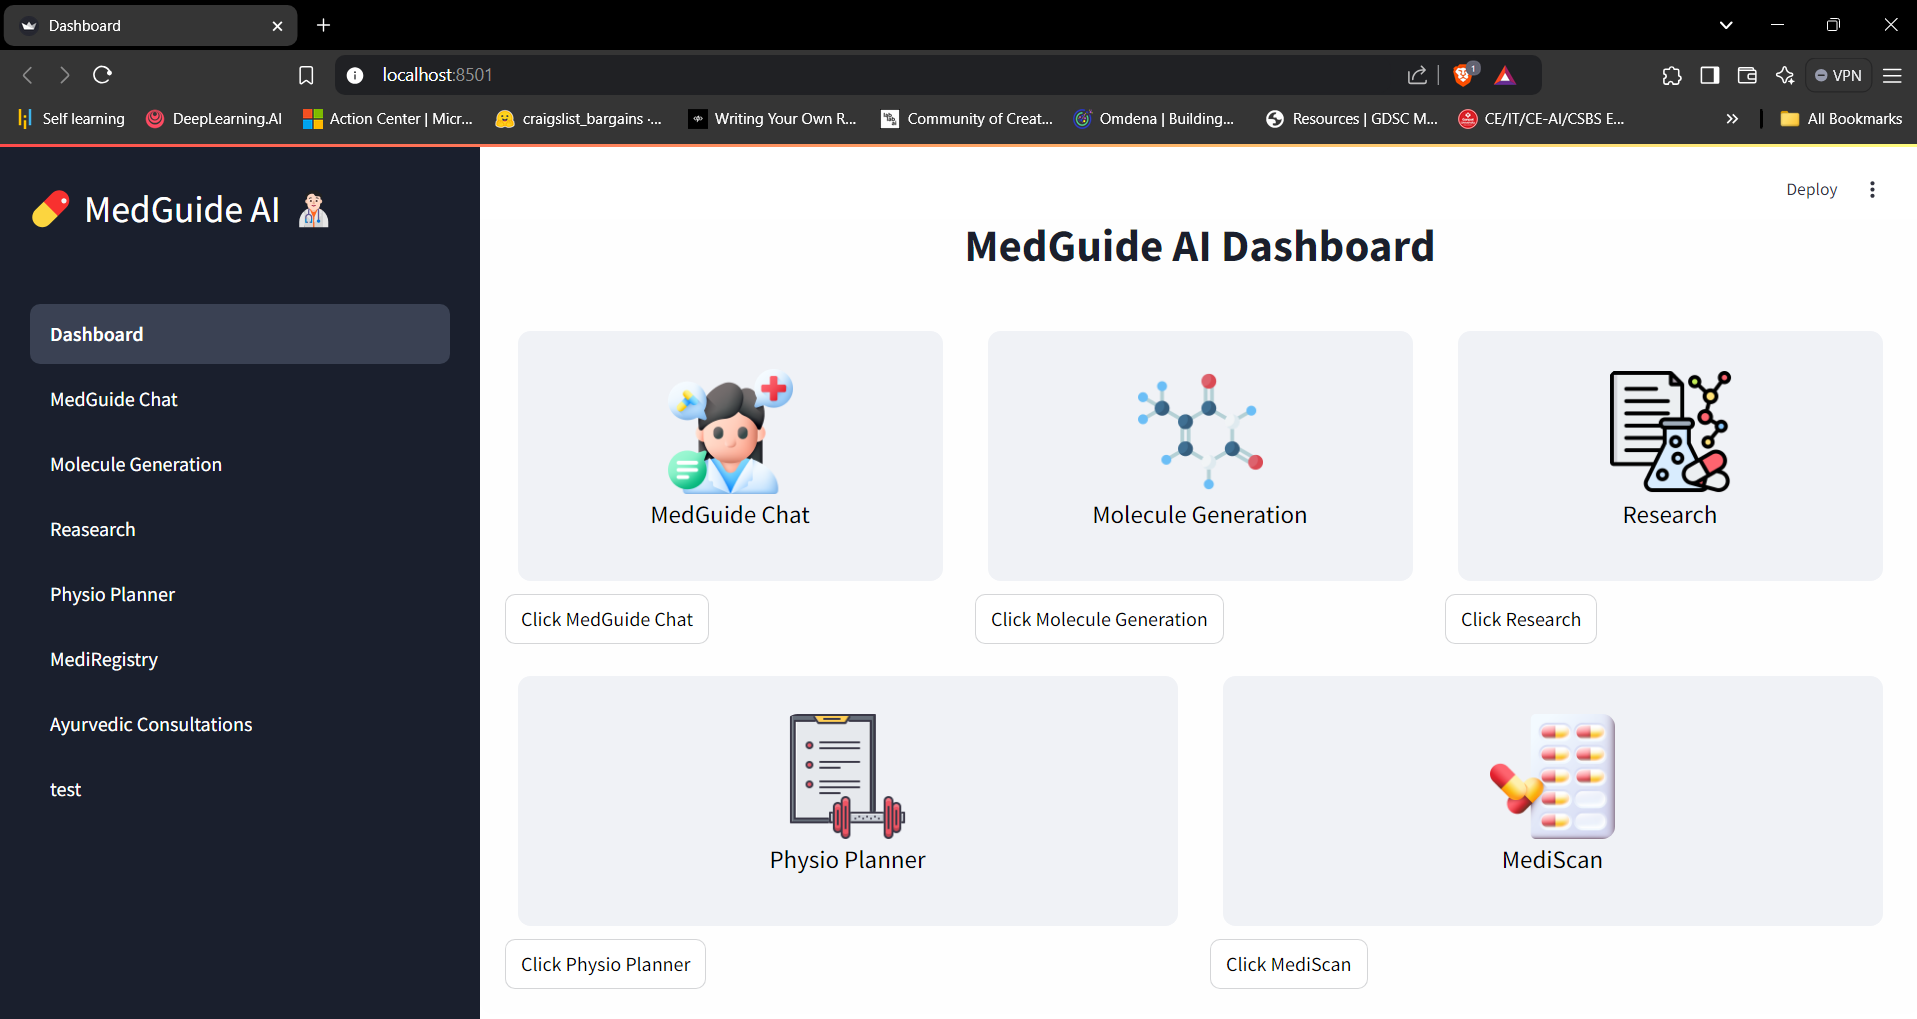 Dashboard
localhost:8501
1
VPN
Self learning
DeepLearning.AI
Action Center | Micr...
craigslist_bargains ·...
Writing Your Own R...
Community of Creat...
Omdena | Building...
Resources | GDSC M...
CE/IT/CE-AI/CSBS E...
All Bookmarks
MedGuide AI
Dashboard
MedGuide Chat
Molecule Generation
Reasearch
Physio Planner
MediRegistry
Ayurvedic Consultations
test
Deploy
MedGuide AI Dashboard
MedGuide Chat
Molecule Generation
Research
Click MedGuide Chat
Click Molecule Generation
Click Research
Physio Planner
MediScan
Click Physio Planner
Click MediScan